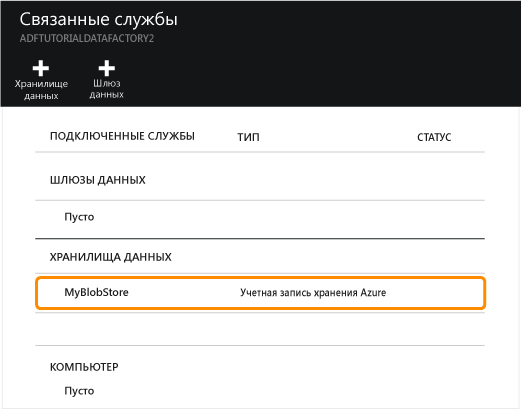 Связанные службы
ADFTUTORIALDATAFACTORY2
Хранилище данных
Шлюз данных
ПОДКЛЮЧЕННЫЕ СЛУЖБЫ ТИП СТАТУС
ШЛЮЗЫ ДАННЫХ
Пусто
ХРАНИЛИЩА ДАННЫХ
MyBlobStore Учетная запись хранения Azure
КОМПЬЮТЕР
Пусто